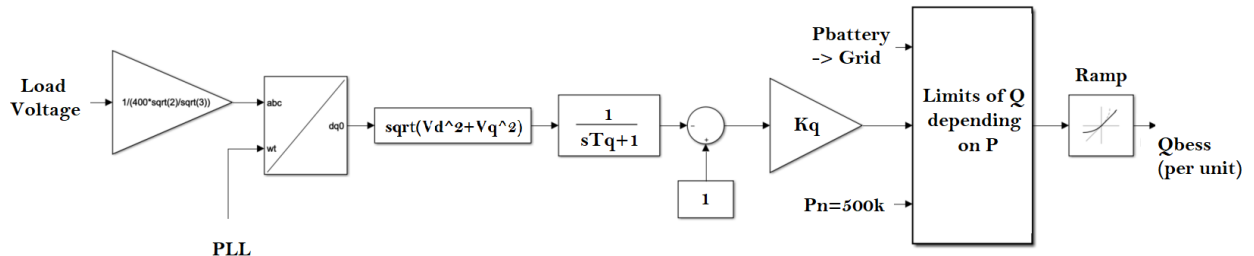 Load
Voltage
1/(400*sqrt(2)/sqrt(3))
abc
wt
dq0
PLL
sqrt(Vd^2+Vq^2)
1
sTq+1
-
+
1
Kq
Pbattery
-> Grid
Pn=500k
Limits of Q
depending
on P
Ramp
Qbess
(per unit)